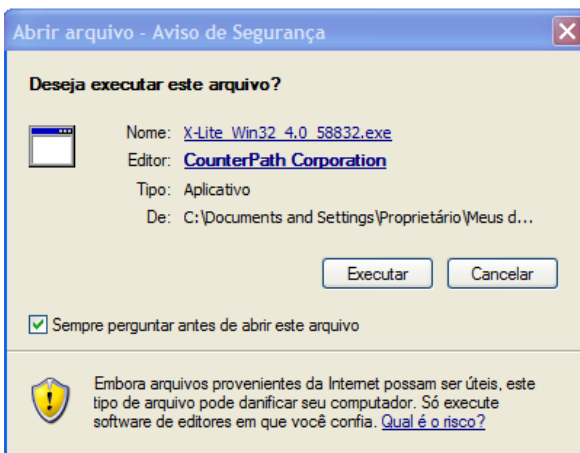 Abrir arquivo - Aviso de Segurança
Deseja executar este arquivo?
Nome: X-Lite_Win32_4.0_58832.exe
Editor: CounterPath Corporation
Tipo: Aplicativo
De: C:\Documents and Settings\Proprietário\Meus d...
Executar Cancelar
Sempre perguntar antes de abrir este arquivo
Embora arquivos provenientes da Internet possam ser úteis, este
tipo de arquivo pode danificar seu computador. Só execute
software de editores em que você confia. Qual é o risco?